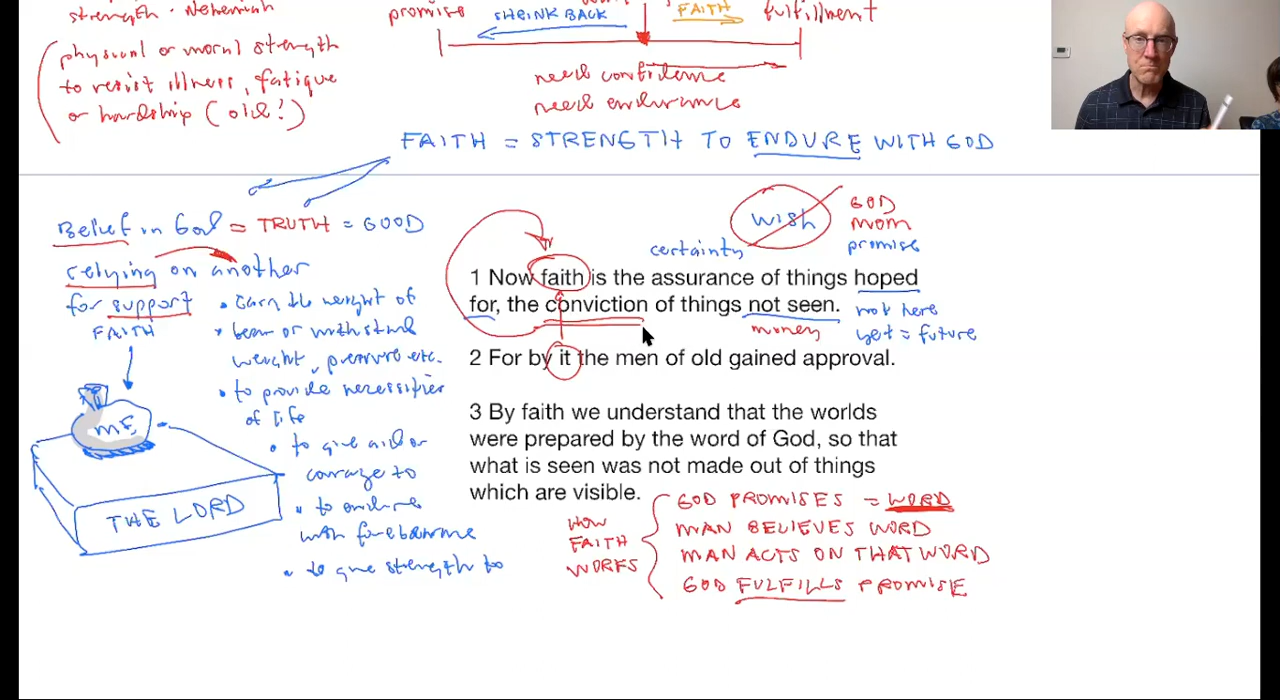 strength · Nehemiah
physical or moral strength
to resist illness, fatigue
or hardship (old!)
promise
SHRINK BACK
FAITH
fulfillment
need confidence
need endurance
FAITH = STRENGTH TO ENDURE WITH GOD
Belief in God = TRUTH = GOOD
relying on another
for support
FAITH
• Carry the weight of
• bear or withstand
weight, pressure etc.
• to provide necessities
of life
• to give aid or
courage to
• to endure
with forebearance
• to give strength to
ME
THE LORD
wish
GOD
MOM
promise
certainty
1 Now faith is the assurance of things hoped
for, the conviction of things not seen.
not here
yet = future
money
2 For by it the men of old gained approval.
3 By faith we understand that the worlds
were prepared by the word of God, so that
what is seen was not made out of things
which are visible.
HOW
FAITH
WORKS
GOD PROMISES = WORD
MAN BELIEVES WORD
MAN ACTS ON THAT WORD
GOD FULFILLS PROMISE